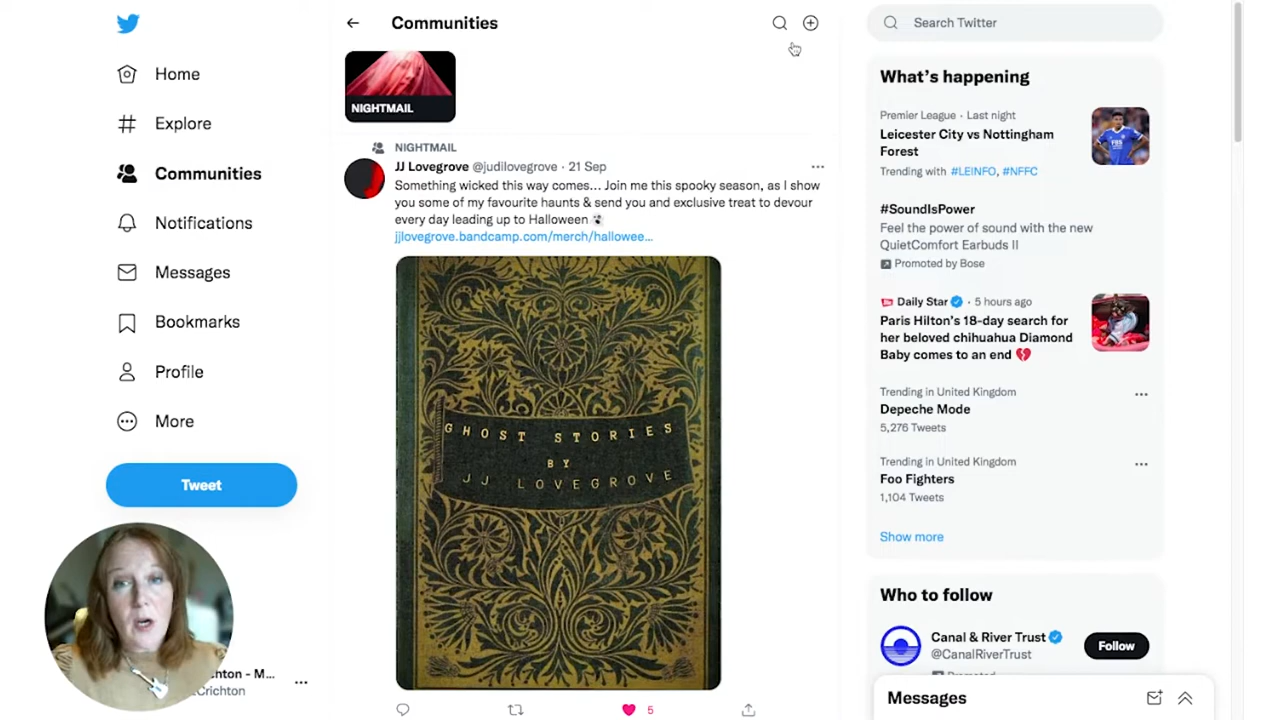 Home
Explore
Communities
Notifications
Messages
Bookmarks
Profile
More
Tweet
hton - M...
Crichton
Communities
NIGHTMAIL
NIGHTMAIL
JJ Lovegrove @judilovegrove · 21 Sep
Something wicked this way comes... Join me this spooky season, as I show
you some of my favourite haunts & send you and exclusive treat to devour
every day leading up to Halloween
jjlovegrove.bandcamp.com/merch/hallowee...
GHOST STORIES
BY
JJ LOVEGROVE
5
Search Twitter
What's happening
Premier League · Last night
Leicester City vs Nottingham
Forest
Trending with #LEINFO, #NFFC
#SoundIsPower
Feel the power of sound with the new
QuietComfort Earbuds II
Promoted by Bose
Daily Star · 5 hours ago
Paris Hilton's 18-day search for
her beloved chihuahua Diamond
Baby comes to an end 💔
Trending in United Kingdom
Depeche Mode
5,276 Tweets
Trending in United Kingdom
Foo Fighters
1,104 Tweets
Show more
Who to follow
Canal & River Trust
@CanalRiverTrust
Follow
Messages